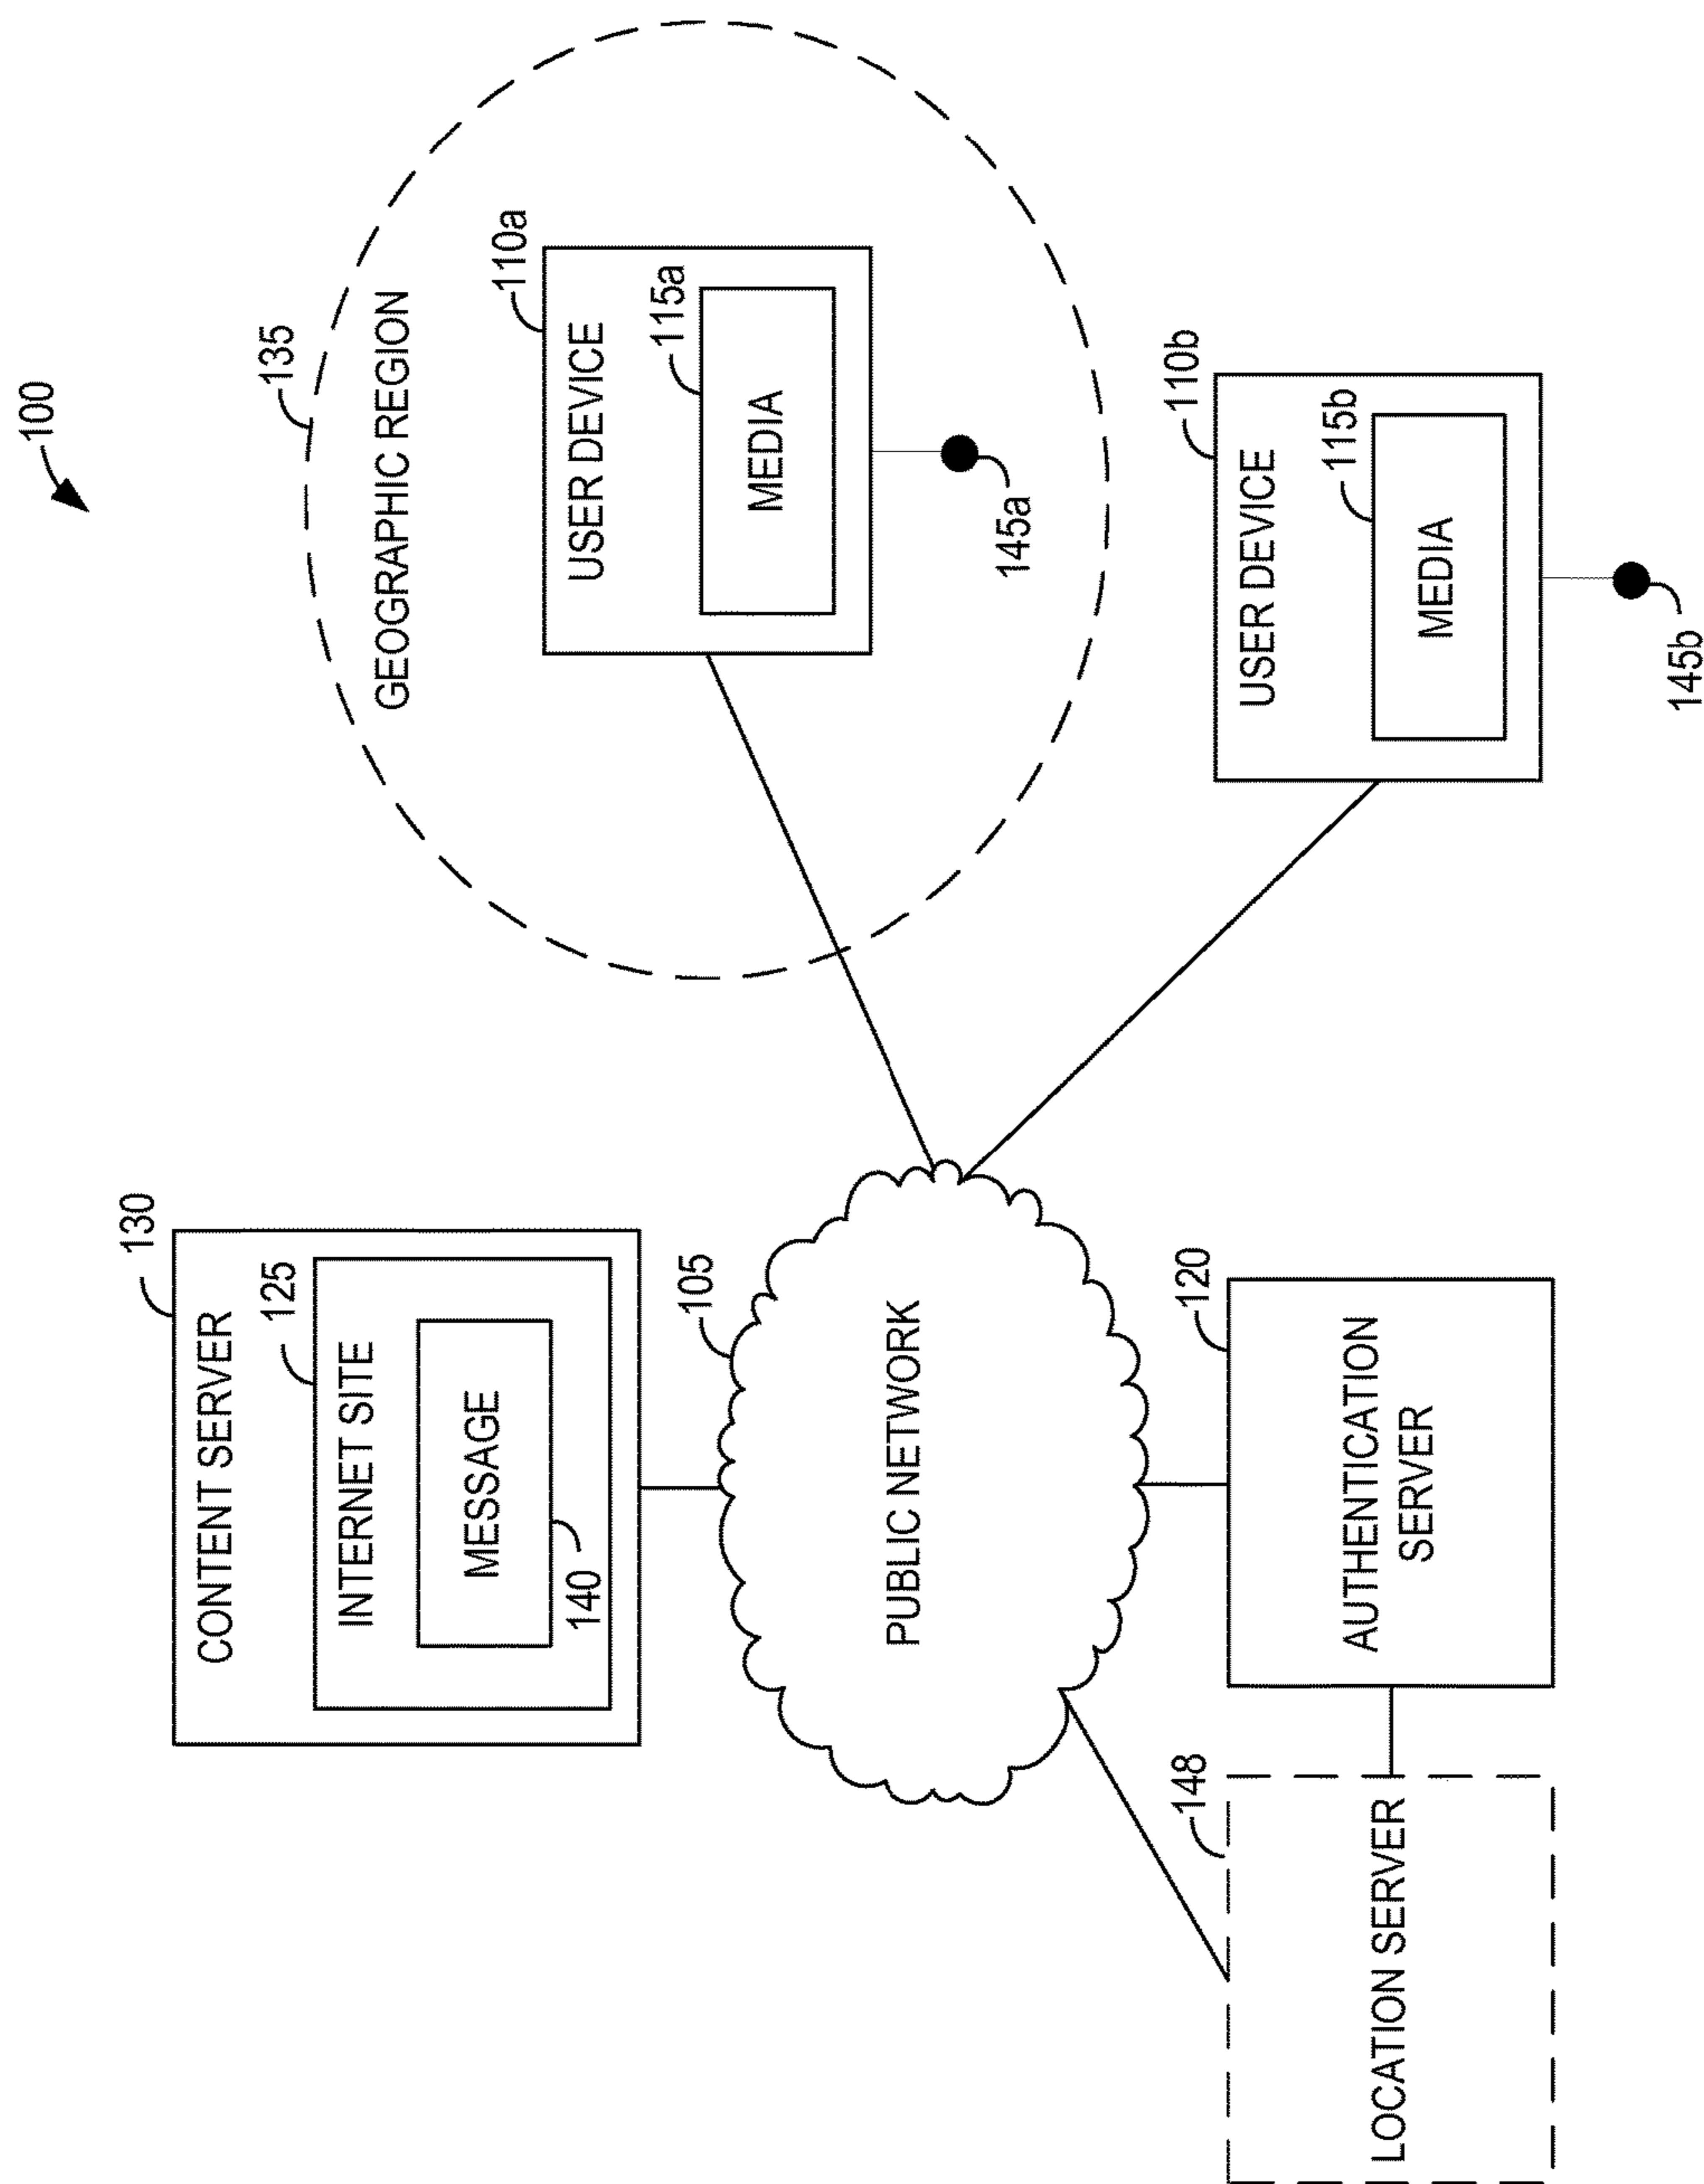 100
130
CONTENT SERVER
125
INTERNET SITE
MESSAGE
140
135
GEOGRAPHIC REGION
110a
USER DEVICE
115a
MEDIA
145a
105
PUBLIC NETWORK
148
LOCATION SERVER
120
AUTHENTICATION
SERVER
110b
USER DEVICE
115b
MEDIA
145b